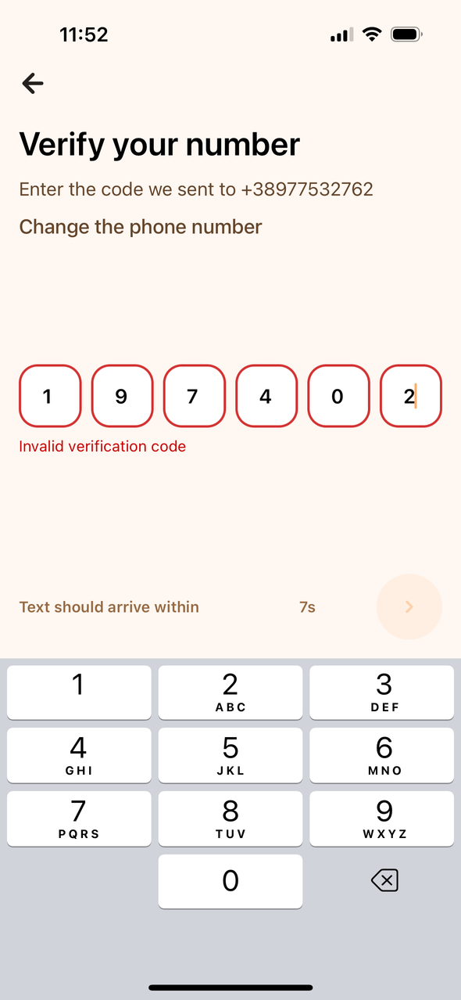 11:52
Verify your number
Enter the code we sent to +38977532762
Change the phone number
1 9 7 4 0 2
Invalid verification code
Text should arrive within 7s
1 2 3
ABC DEF
4 5 6
GHI JKL MNO
7 8 9
PQRS TUV WXYZ
0